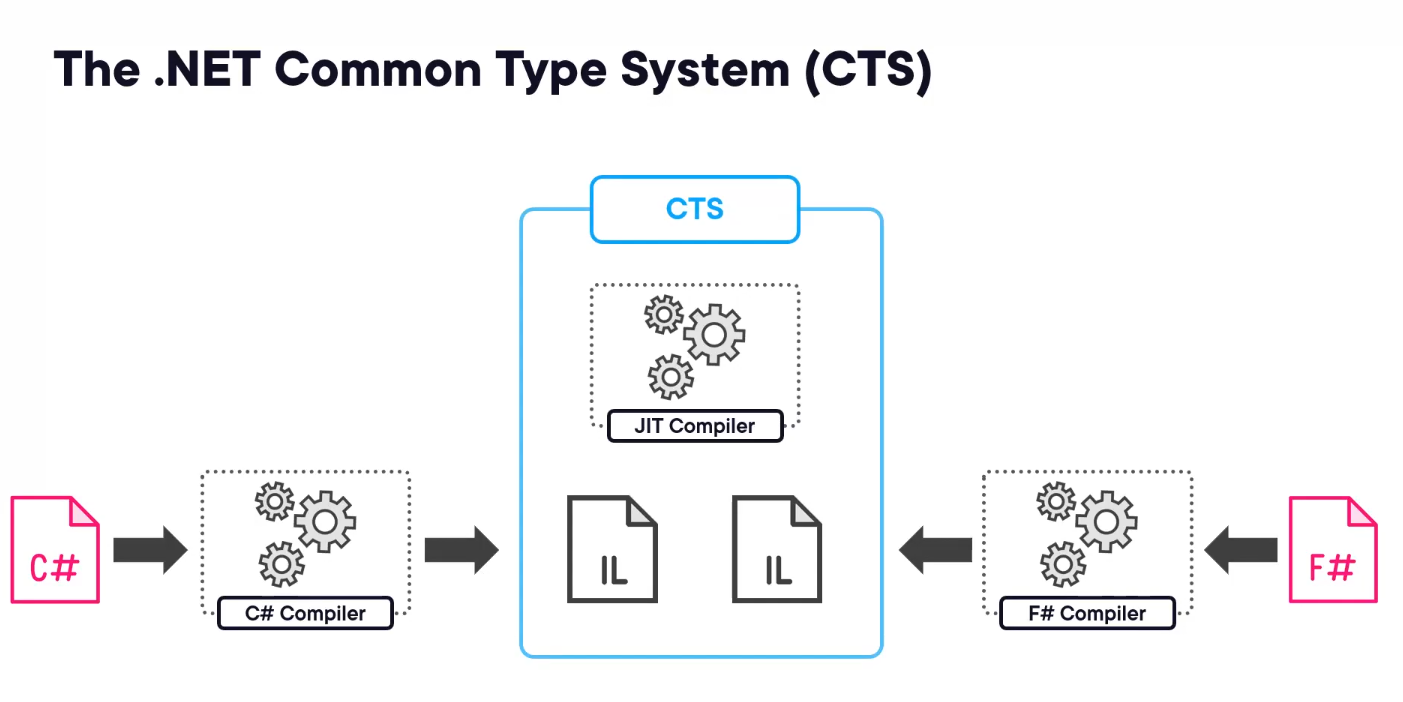 The .NET Common Type System (CTS)
CTS
JIT Compiler
C#
C# Compiler
IL
IL
F# Compiler
F#